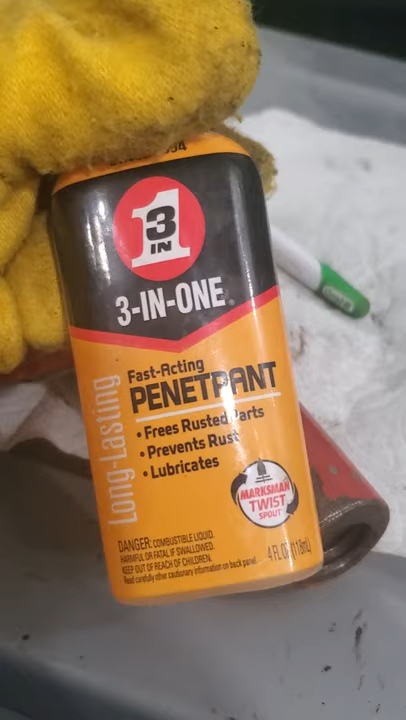 1
3
IN
3-IN-ONE®
Long-Lasting
Fast-Acting
PENETRANT
• Frees Rusted Parts
• Prevents Rust
• Lubricates
MARKSMAN
TWIST
SPOUT
DANGER: COMBUSTIBLE LIQUID.
HARMFUL OR FATAL IF SWALLOWED.
KEEP OUT OF REACH OF CHILDREN.
Read carefully other cautionary information on back panel.
4 FL.OZ. (118mL)